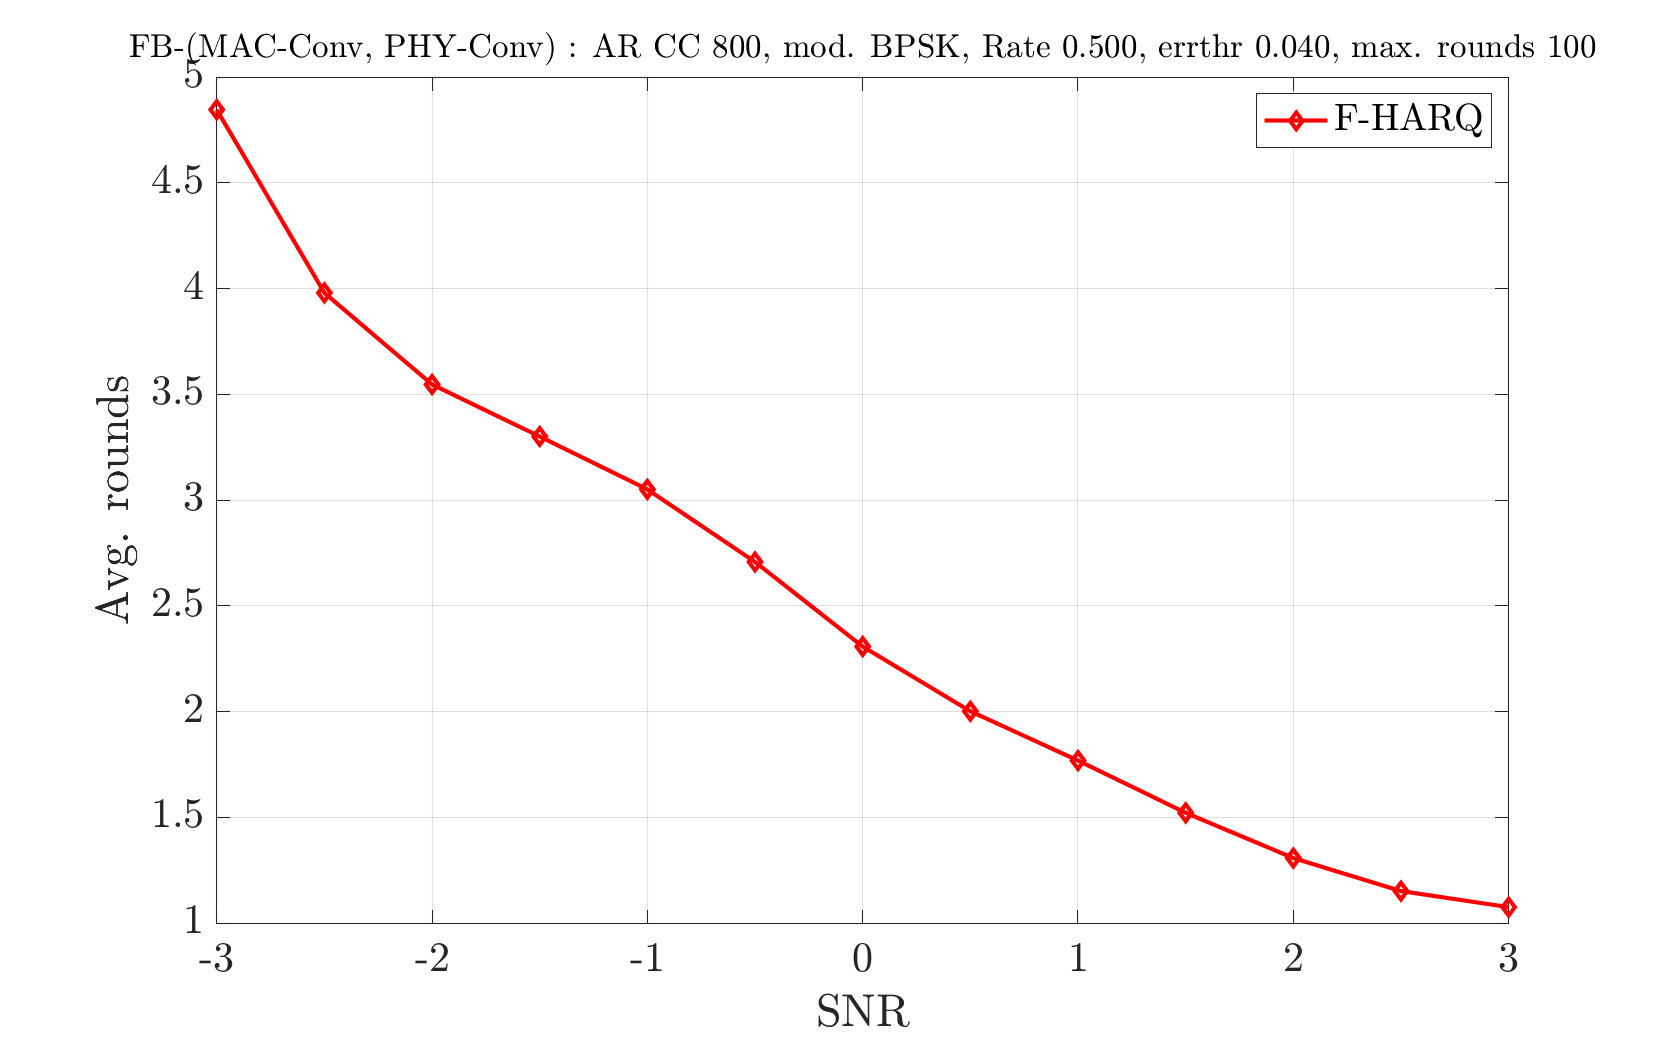 FB-(MAC-Conv, PHY-Conv) : AR CC 800, mod. BPSK, Rate 0.500, errthr 0.040, max. rounds 100
F-HARQ
5
4.5
4
3.5
3
2.5
2
1.5
1
Avg. rounds
-3 -2 -1 0 1 2 3
SNR